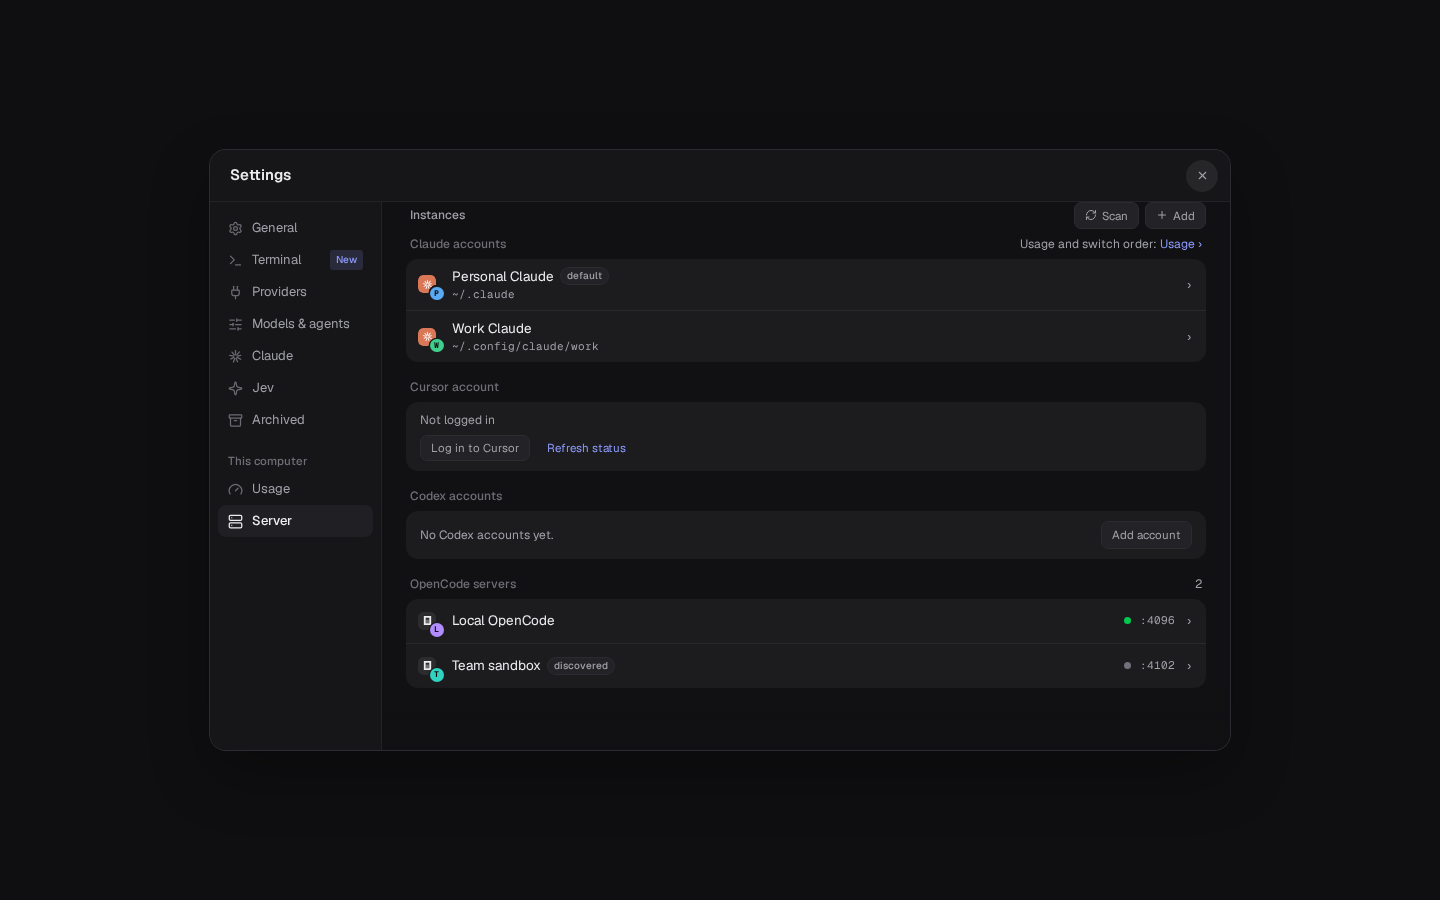 Settings
General
Terminal New
Providers
Models & agents
Claude
Jev
Archived
This computer
Usage
Server
Instances
Scan
Add
Claude accounts
Usage and switch order: Usage ›
Personal Claude default
P
~/.claude
Work Claude
W
~/.config/claude/work
Cursor account
Not logged in
Log in to Cursor
Refresh status
Codex accounts
No Codex accounts yet.
Add account
OpenCode servers
2
Local OpenCode
L
:4096
Team sandbox discovered
T
:4102